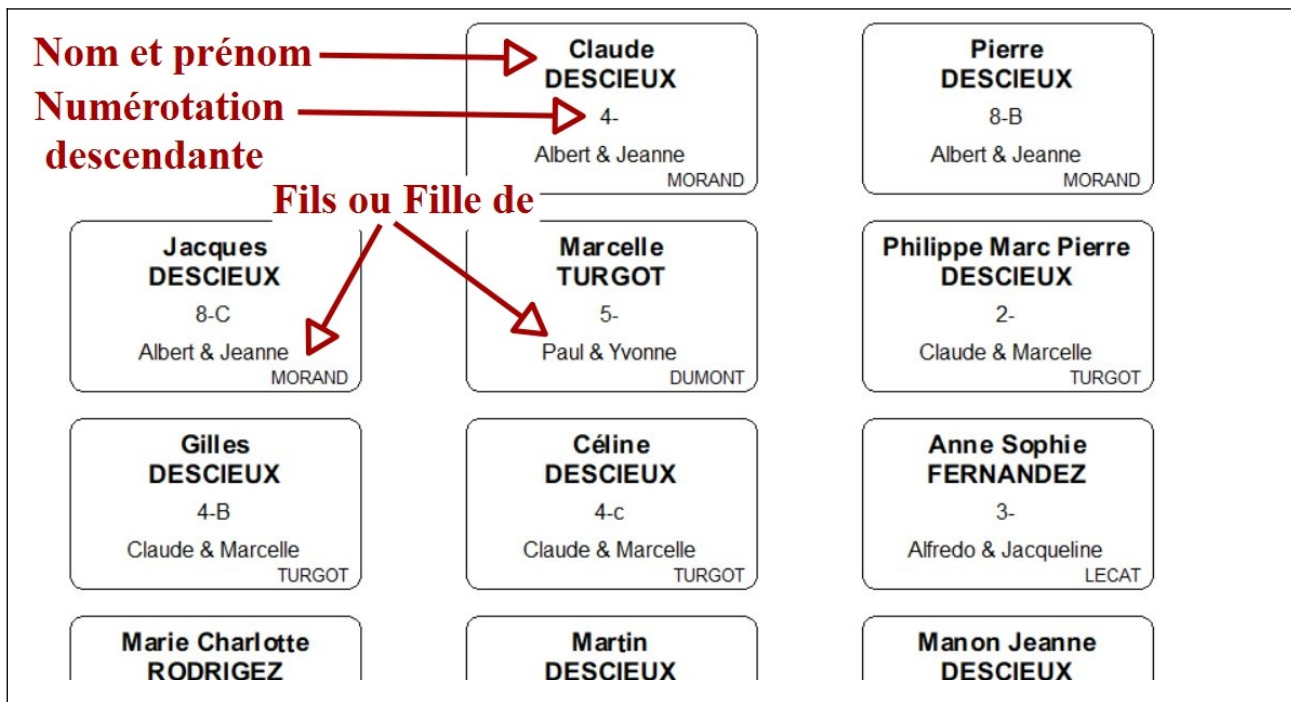 Nom et prénom
Numérotation
descendante
Fils ou Fille de
Claude
DESCIEUX
4-
Albert & Jeanne
MORAND
Pierre
DESCIEUX
8-B
Albert & Jeanne
MORAND
Jacques
DESCIEUX
8-C
Albert & Jeanne
MORAND
Marcelle
TURGOT
5-
Paul & Yvonne
DUMONT
Philippe Marc Pierre
DESCIEUX
2-
Claude & Marcelle
TURGOT
Gilles
DESCIEUX
4-B
Claude & Marcelle
TURGOT
Céline
DESCIEUX
4-c
Claude & Marcelle
TURGOT
Anne Sophie
FERNANDEZ
3-
Alfredo & Jacqueline
LECAT
Marie Charlotte
RODRIGEZ
Martin
DESCIEUX
Manon Jeanne
DESCIEUX